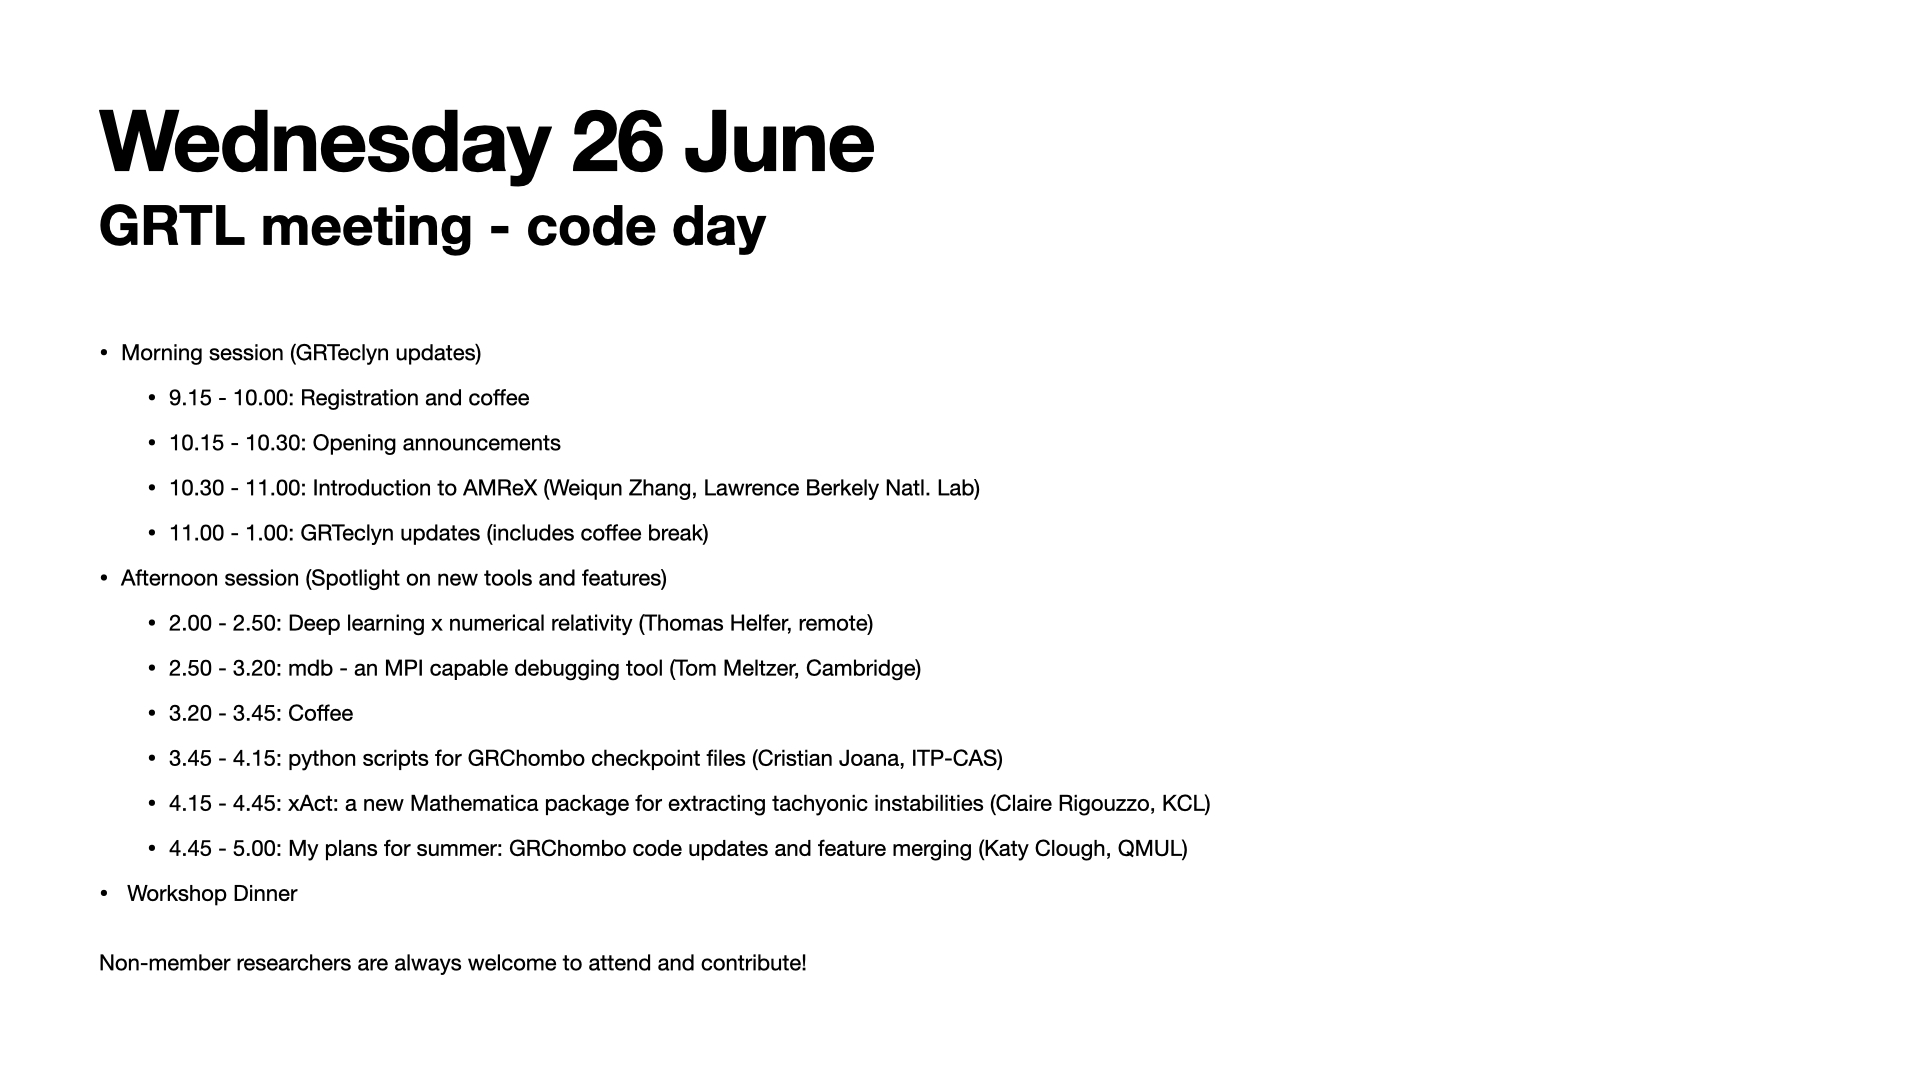 Wednesday 26 June
GRTL meeting - code day
• Morning session (GRTeclyn updates)
• 9.15 - 10.00: Registration and coffee
• 10.15 - 10.30: Opening announcements
• 10.30 - 11.00: Introduction to AMReX (Weiqun Zhang, Lawrence Berkely Natl. Lab)
• 11.00 - 1.00: GRTeclyn updates (includes coffee break)
• Afternoon session (Spotlight on new tools and features)
• 2.00 - 2.50: Deep learning x numerical relativity (Thomas Helfer, remote)
• 2.50 - 3.20: mdb - an MPI capable debugging tool (Tom Meltzer, Cambridge)
• 3.20 - 3.45: Coffee
• 3.45 - 4.15: python scripts for GRChombo checkpoint files (Cristian Joana, ITP-CAS)
• 4.15 - 4.45: xAct: a new Mathematica package for extracting tachyonic instabilities (Claire Rigouzzo, KCL)
• 4.45 - 5.00: My plans for summer: GRChombo code updates and feature merging (Katy Clough, QMUL)
• Workshop Dinner
Non-member researchers are always welcome to attend and contribute!